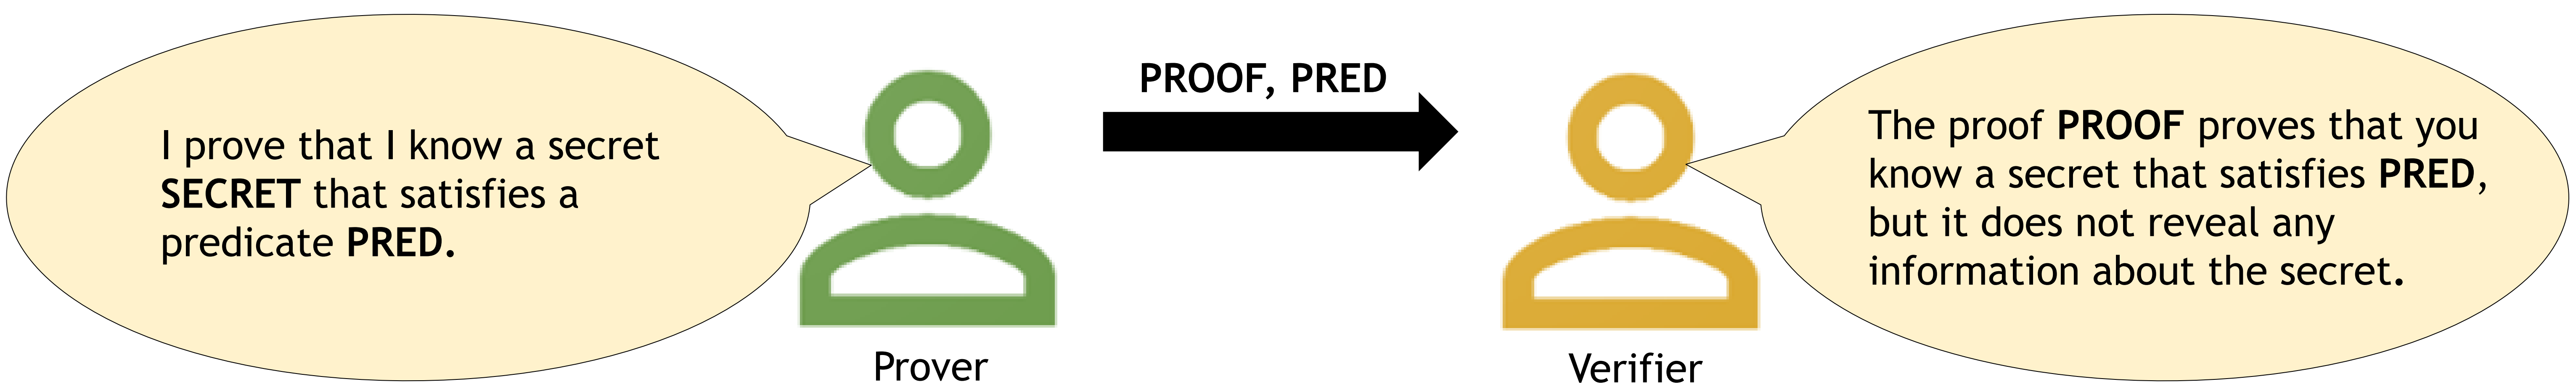 I prove that I know a secret
SECRET that satisfies a
predicate PRED.
Prover
PROOF, PRED
Verifier
The proof PROOF proves that you
know a secret that satisfies PRED,
but it does not reveal any
information about the secret.